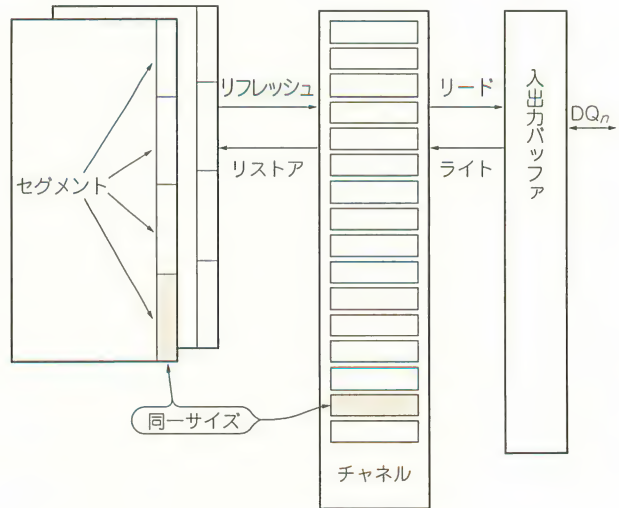 セグメント
リフレッシュ
リストア
同一サイズ
チャネル
リード
ライト
入出力バッファ
DQn